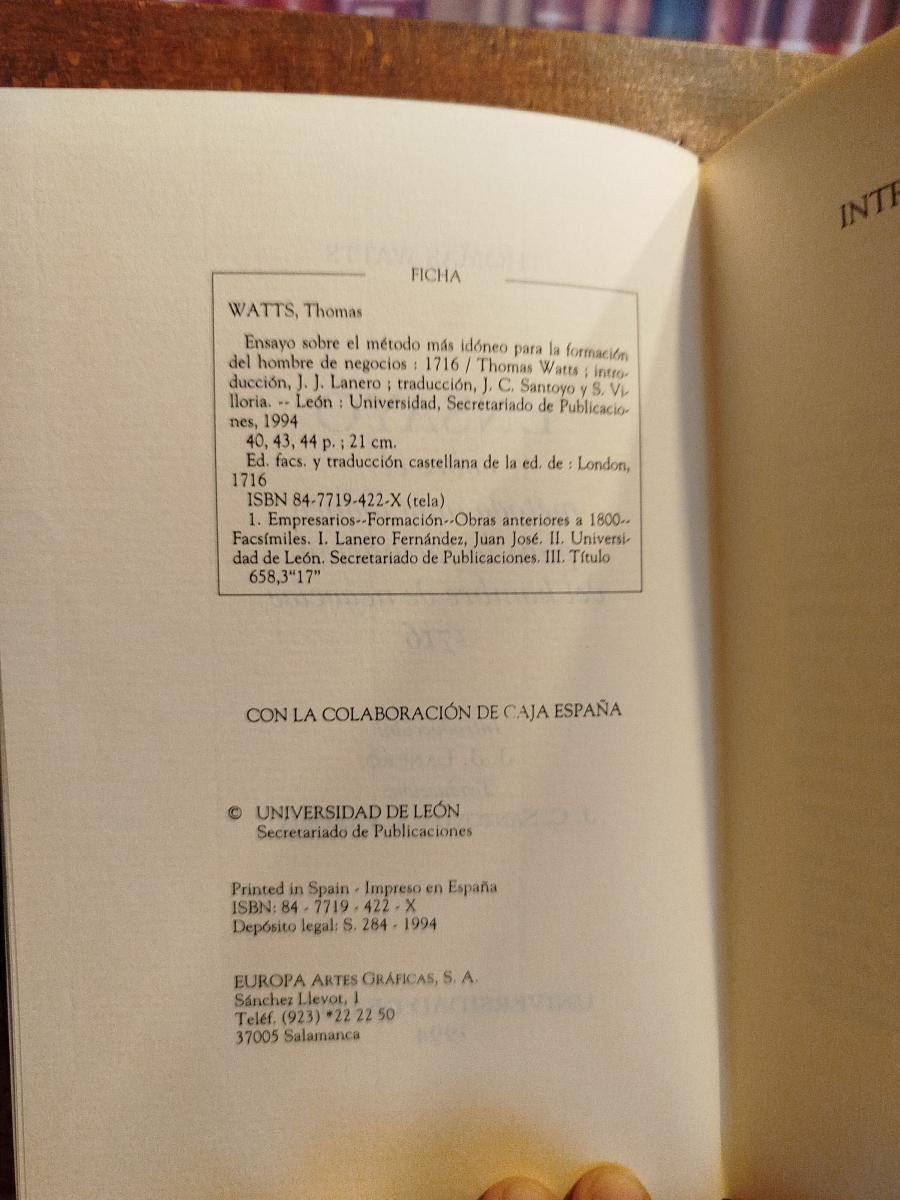 FICHA
WATTS, Thomas
Ensayo sobre el método más idóneo para la formación
del hombre de negocios : 1716 / Thomas Watts ; intro-
ducción, J. J. Lanero ; traducción, J. C. Santoyo y S. Vi-
lloria. -- León : Universidad, Secretariado de Publicacio-
nes, 1994
40, 43, 44 p. ; 21 cm.
Ed. facs. y traducción castellana de la ed. de : London,
1716
ISBN 84-7719-422-X (tela)
1. Empresarios--Formación--Obras anteriores a 1800--
Facsímiles. I. Lanero Fernández, Juan José. II. Universi-
dad de León. Secretariado de Publicaciones. III. Título
658,3"17"
CON LA COLABORACIÓN DE CAJA ESPAÑA
© UNIVERSIDAD DE LEÓN
Secretariado de Publicaciones
Printed in Spain - Impreso en España
ISBN: 84 - 7719 - 422 - X
Depósito legal: S. 284 - 1994
EUROPA ARTES GRÁFICAS, S. A.
Sánchez Llevot, 1
Teléf. (923) *22 22 50
37005 Salamanca